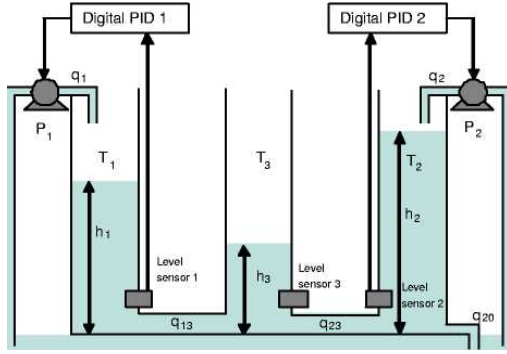 Digital PID 1
Digital PID 2
q1
q2
P1
P2
T1
T3
T2
h1
h2
h3
Level
sensor 1
Level
sensor 3
Level
sensor 2
q13
q23
q20